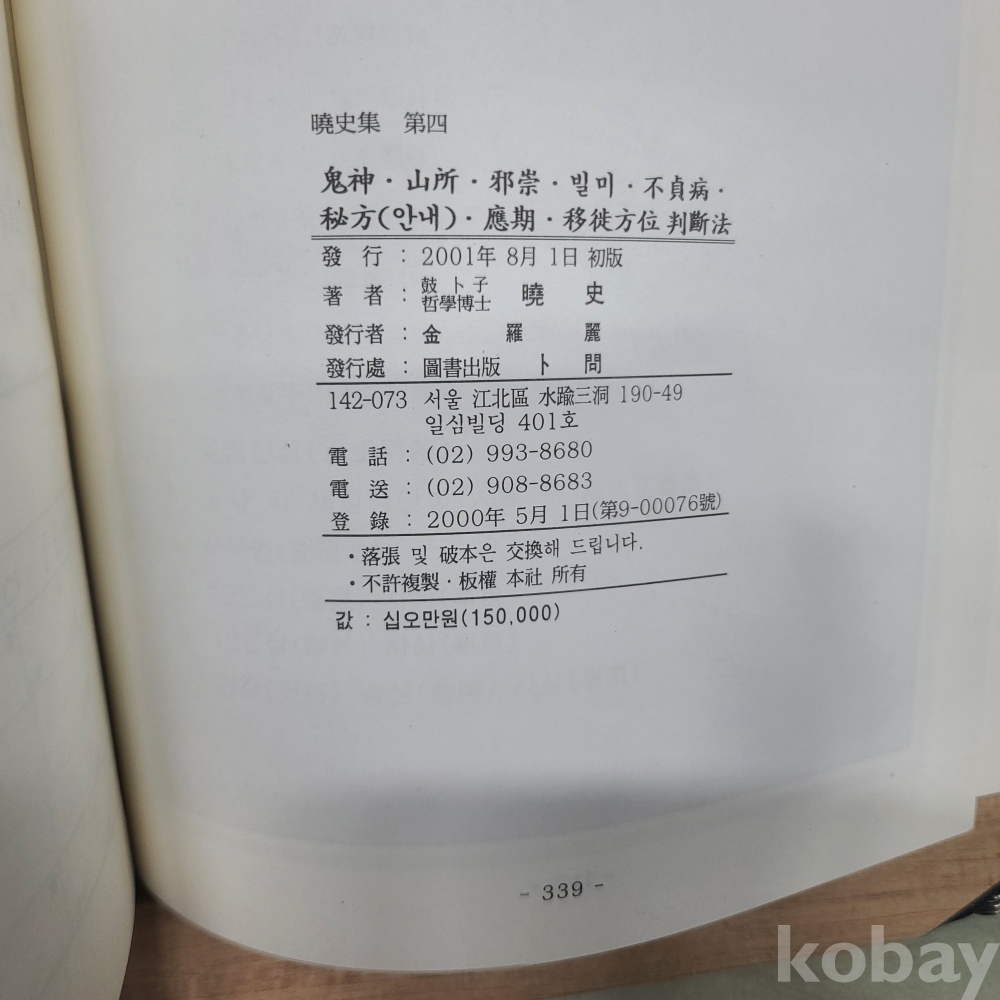 曉史集 第四
鬼神·山所·邪崇·빌미·不貞病·
秘方(안내)·應期·移徙方位 判斷法
發行 : 2001年 8月 1日 初版
著者 : 鼓卜子 哲學博士 曉史
發行者 : 金羅麗
發行處 : 圖書出版 卜問
142-073 서울 江北區 水踰三洞 190-49
일심빌딩 401호
電話 : (02) 993-8680
電送 : (02) 908-8683
登錄 : 2000年 5月 1日(第9-00076號)
·落張 및 破本은 交換해 드립니다.
·不許複製·板權 本社 所有
값 : 십오만원(150,000)
- 339 -
kobay